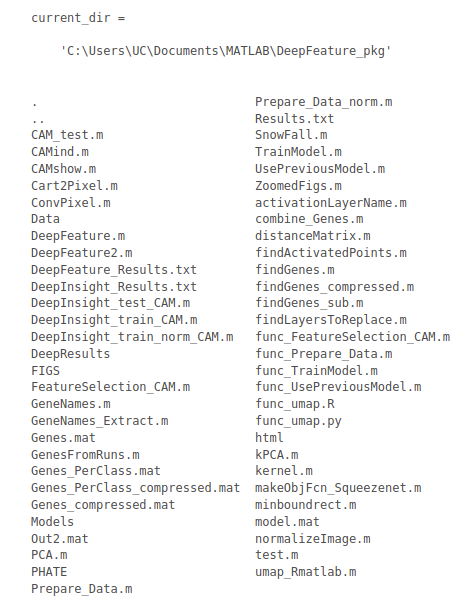 current_dir =
'C:\Users\UC\Documents\MATLAB\DeepFeature_pkg'
. Prepare_Data_norm.m
.. Results.txt
CAM_test.m SnowFall.m
CAMind.m TrainModel.m
CAMshow.m UsePreviousModel.m
Cart2Pixel.m ZoomedFigs.m
ConvPixel.m activationLayerName.m
Data combine_Genes.m
DeepFeature.m distanceMatrix.m
DeepFeature2.m findActivatedPoints.m
DeepFeature_Results.txt findGenes.m
DeepInsight_Results.txt findGenes_compressed.m
DeepInsight_test_CAM.m findGenes_sub.m
DeepInsight_train_CAM.m findLayersToReplace.m
DeepInsight_train_norm_CAM.m func_FeatureSelection_CAM.m
DeepResults func_Prepare_Data.m
FIGS func_TrainModel.m
FeatureSelection_CAM.m func_UsePreviousModel.m
GeneNames.m func_umap.R
GeneNames_Extract.m func_umap.py
Genes.mat html
GenesFromRuns.m kPCA.m
Genes_PerClass.mat kernel.m
Genes_PerClass_compressed.mat makeObjFcn_Squeezenet.m
Genes_compressed.mat minboundrect.m
Models model.mat
Out2.mat normalizeImage.m
PCA.m test.m
PHATE umap_Rmatlab.m
Prepare_Data.m